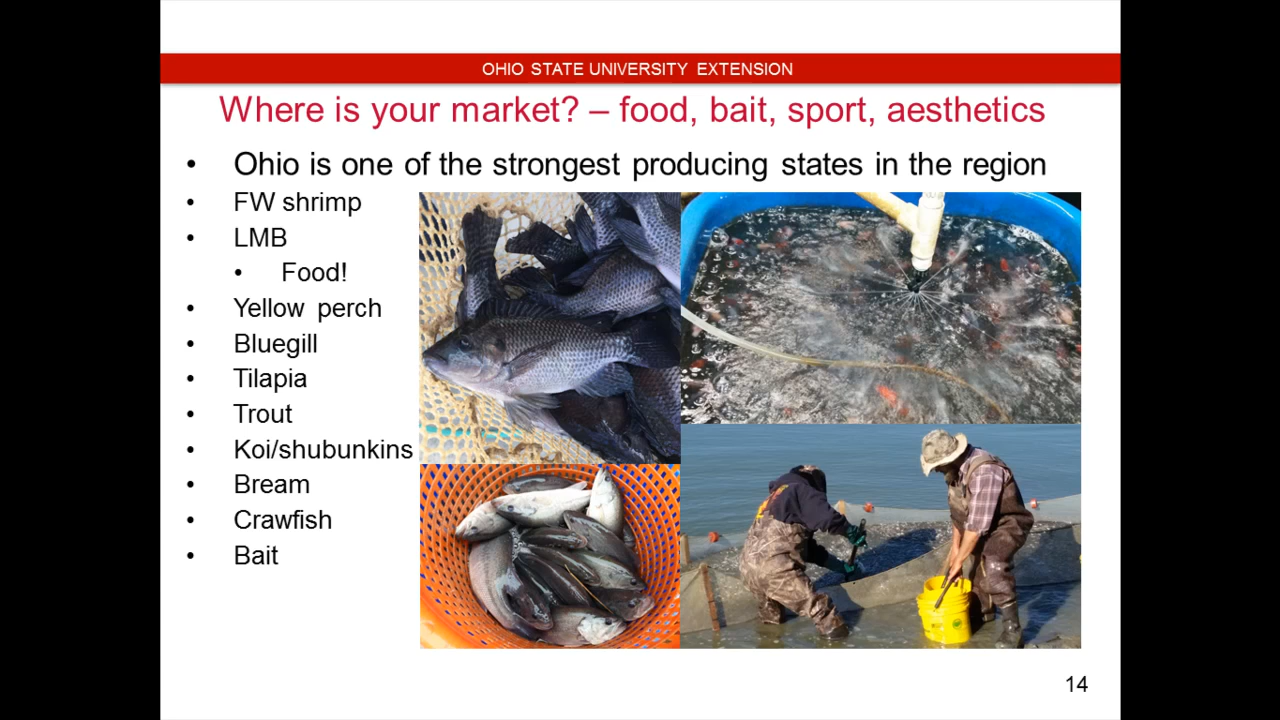 OHIO STATE UNIVERSITY EXTENSION
Where is your market? – food, bait, sport, aesthetics
• Ohio is one of the strongest producing states in the region
• FW shrimp
• LMB
• Food!
• Yellow perch
• Bluegill
• Tilapia
• Trout
• Koi/shubunkins
• Bream
• Crawfish
• Bait
14